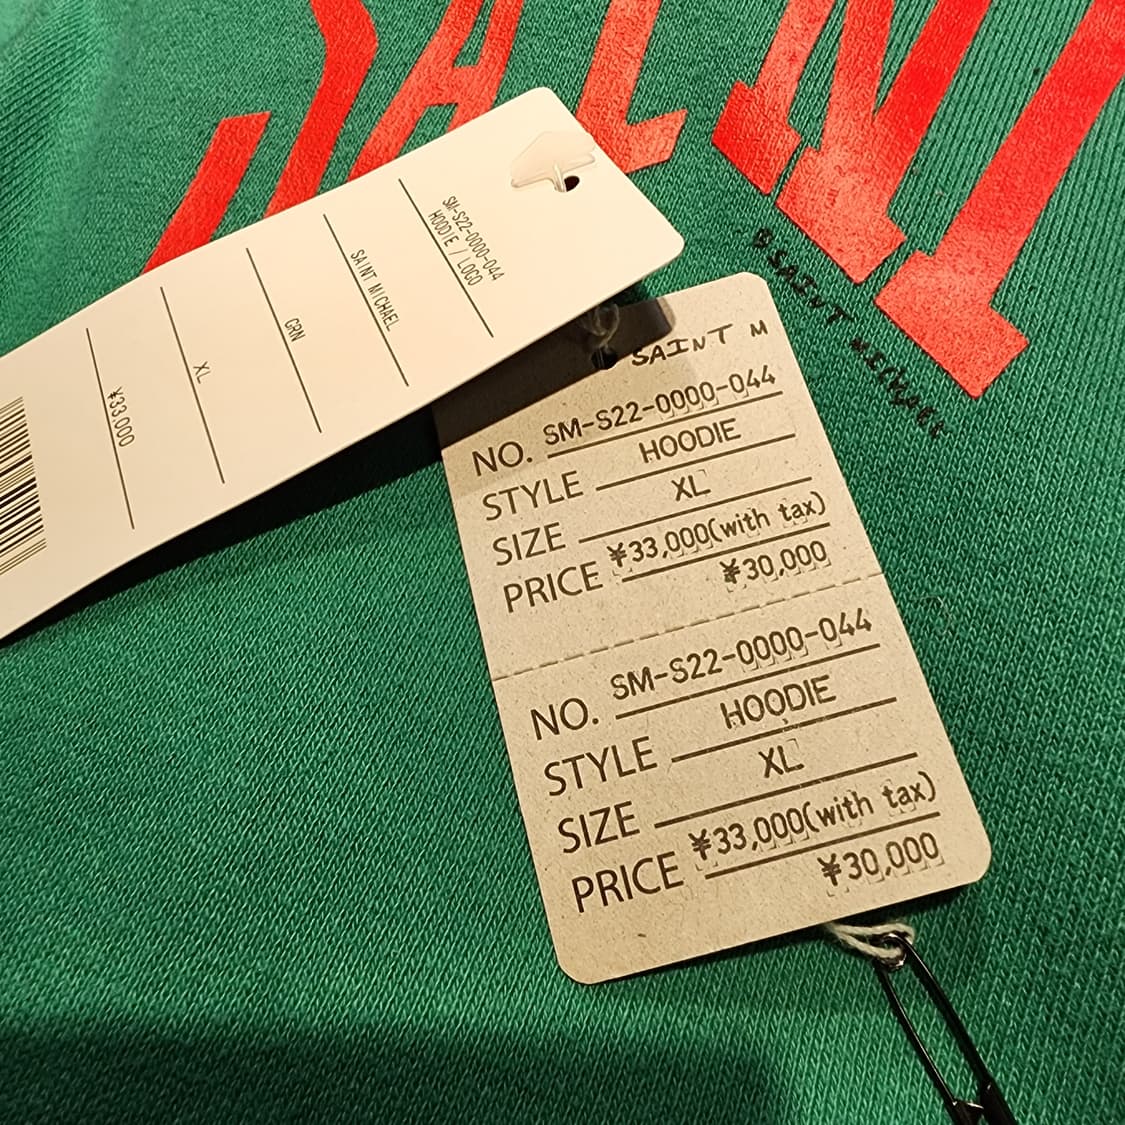 SAINT
© SAINT MICHAEL
SM-S22-0000-044
HOODIE / LOGO
SAINT MICHAEL
GRN
XL
¥33,000
SAINT M
NO. SM-S22-0000-044
STYLE HOODIE
SIZE XL
PRICE ¥33,000(with tax)
¥30,000
NO. SM-S22-0000-044
STYLE HOODIE
SIZE XL
PRICE ¥33,000(with tax)
¥30,000